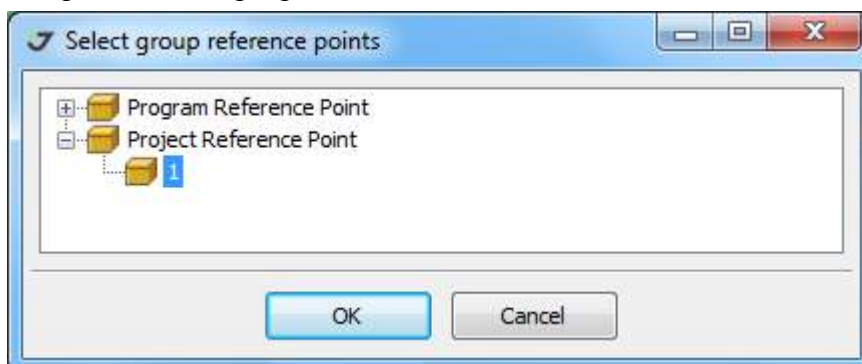 Select group reference points
Program Reference Point
Project Reference Point
1
OK Cancel